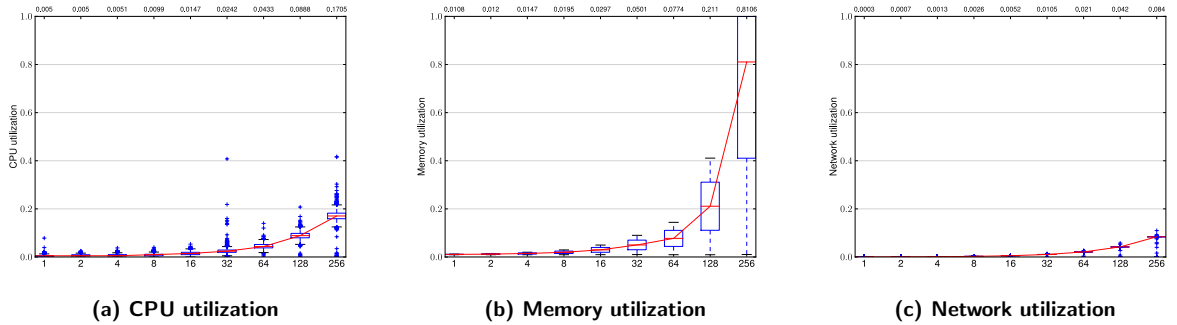 0.005 0.005 0.0051 0.0099 0.0147 0.0242 0.0433 0.0888 0.1705
1.0
0.8
0.6
0.4
0.2
0.0
CPU utilization
1 2 4 8 16 32 64 128 256
(a) CPU utilization
0.0108 0.012 0.0147 0.0195 0.0297 0.0501 0.0774 0.211 0.8106
1.0
0.8
0.6
0.4
0.2
0.0
Memory utilization
1 2 4 8 16 32 64 128 256
(b) Memory utilization
0.0003 0.0007 0.0013 0.0026 0.0052 0.0105 0.021 0.042 0.084
1.0
0.8
0.6
0.4
0.2
0.0
Network utilization
1 2 4 8 16 32 64 128 256
(c) Network utilization